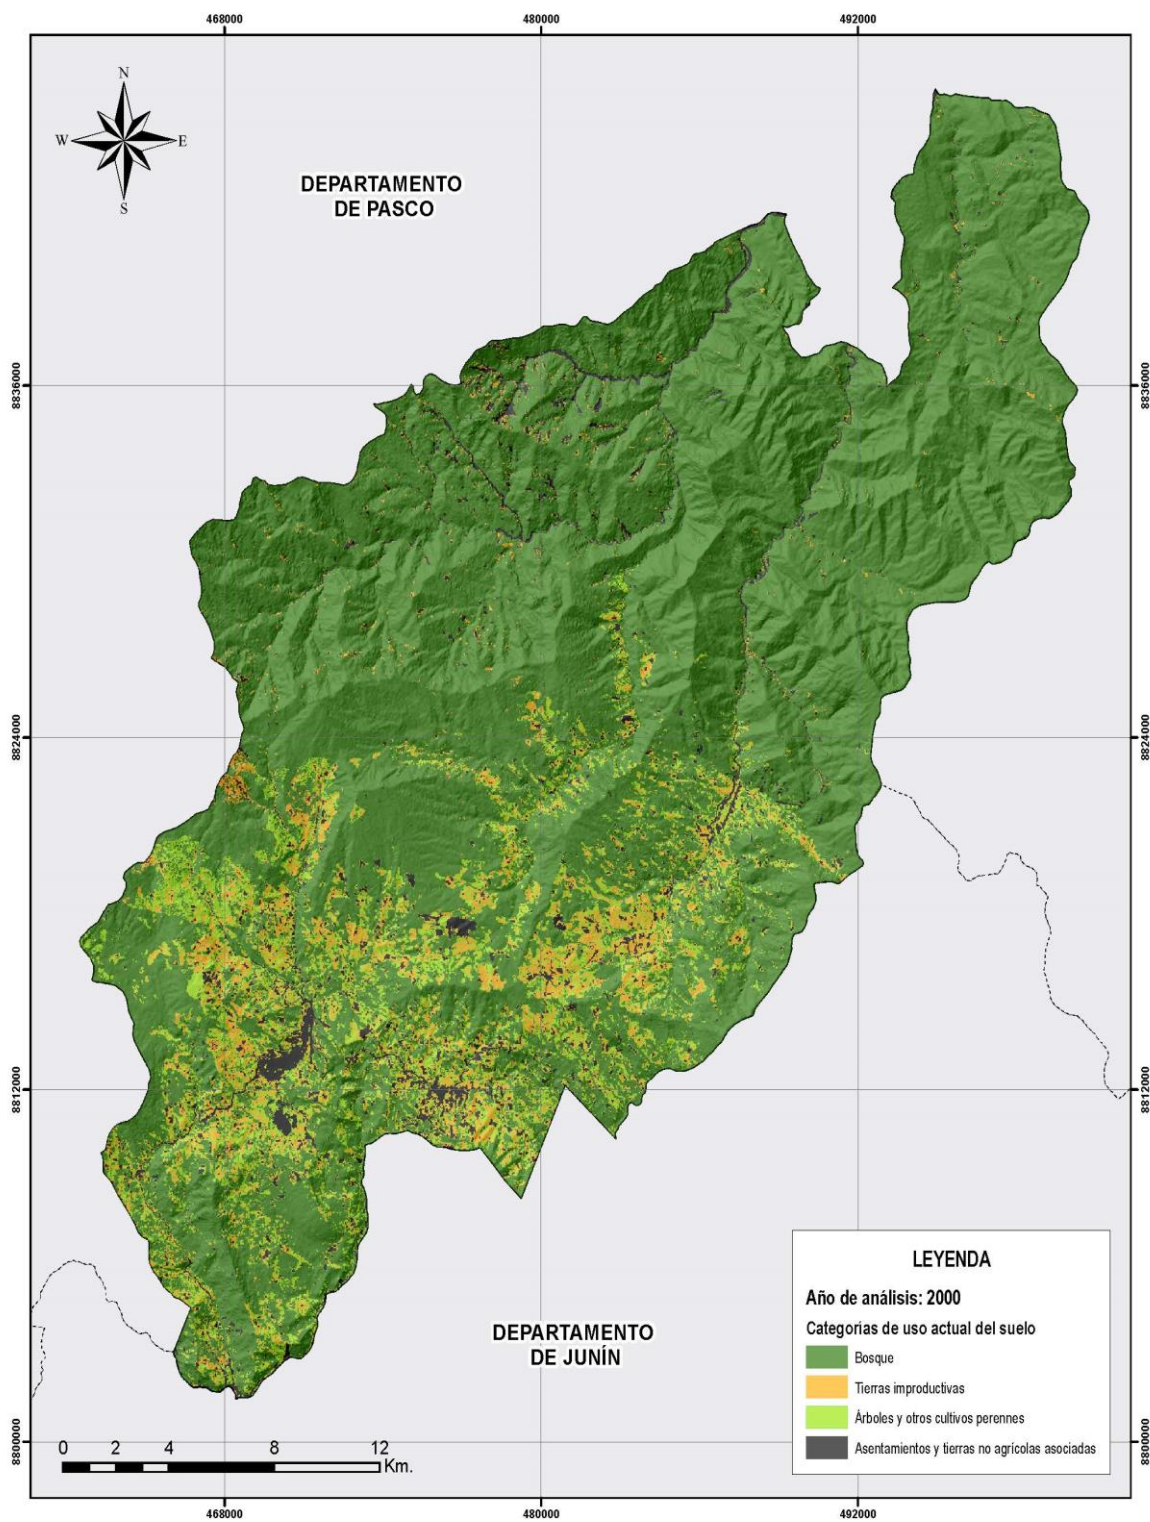 468000
480000
492000
N
W
E
S
DEPARTAMENTO
DE PASCO
8836000
8836000
8824000
8824000
8812000
8812000
LEYENDA
Año de análisis: 2000
Categorias de uso actual del suelo
Bosque
Tierras improductivas
Árboles y otros cultivos perennes
Asentamientos y tierras no agrícolas asociadas
DEPARTAMENTO
DE JUNÍN
8800000
8800000
0 2 4 8 12
Km.
468000
480000
492000